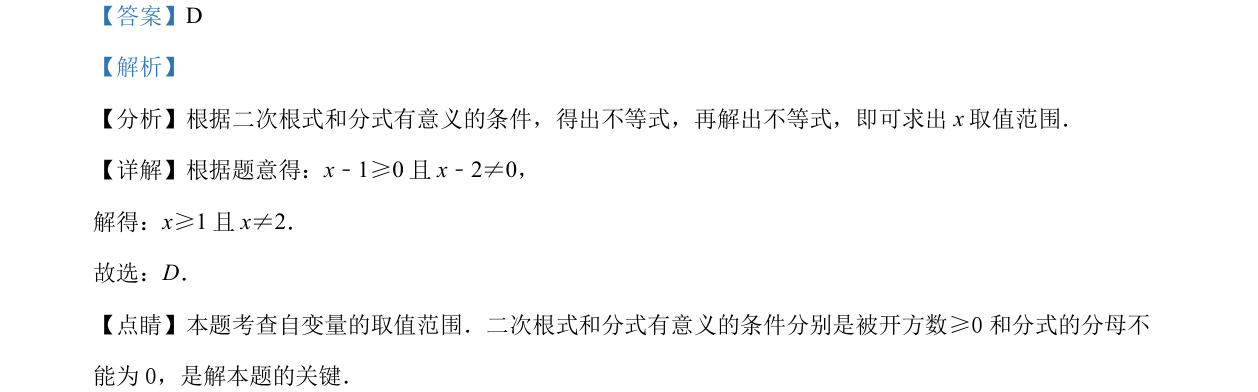 【答案】D
【解析】
【分析】根据二次根式和分式有意义的条件，得出不等式，再解出不等式，即可求出 x 取值范围．
【详解】根据题意得：x﹣1≥0 且 x﹣2≠0，
解得：x≥1 且 x≠2．
故选：D．
【点睛】本题考查自变量的取值范围．二次根式和分式有意义的条件分别是被开方数≥0 和分式的分母不
能为 0，是解本题的关键．